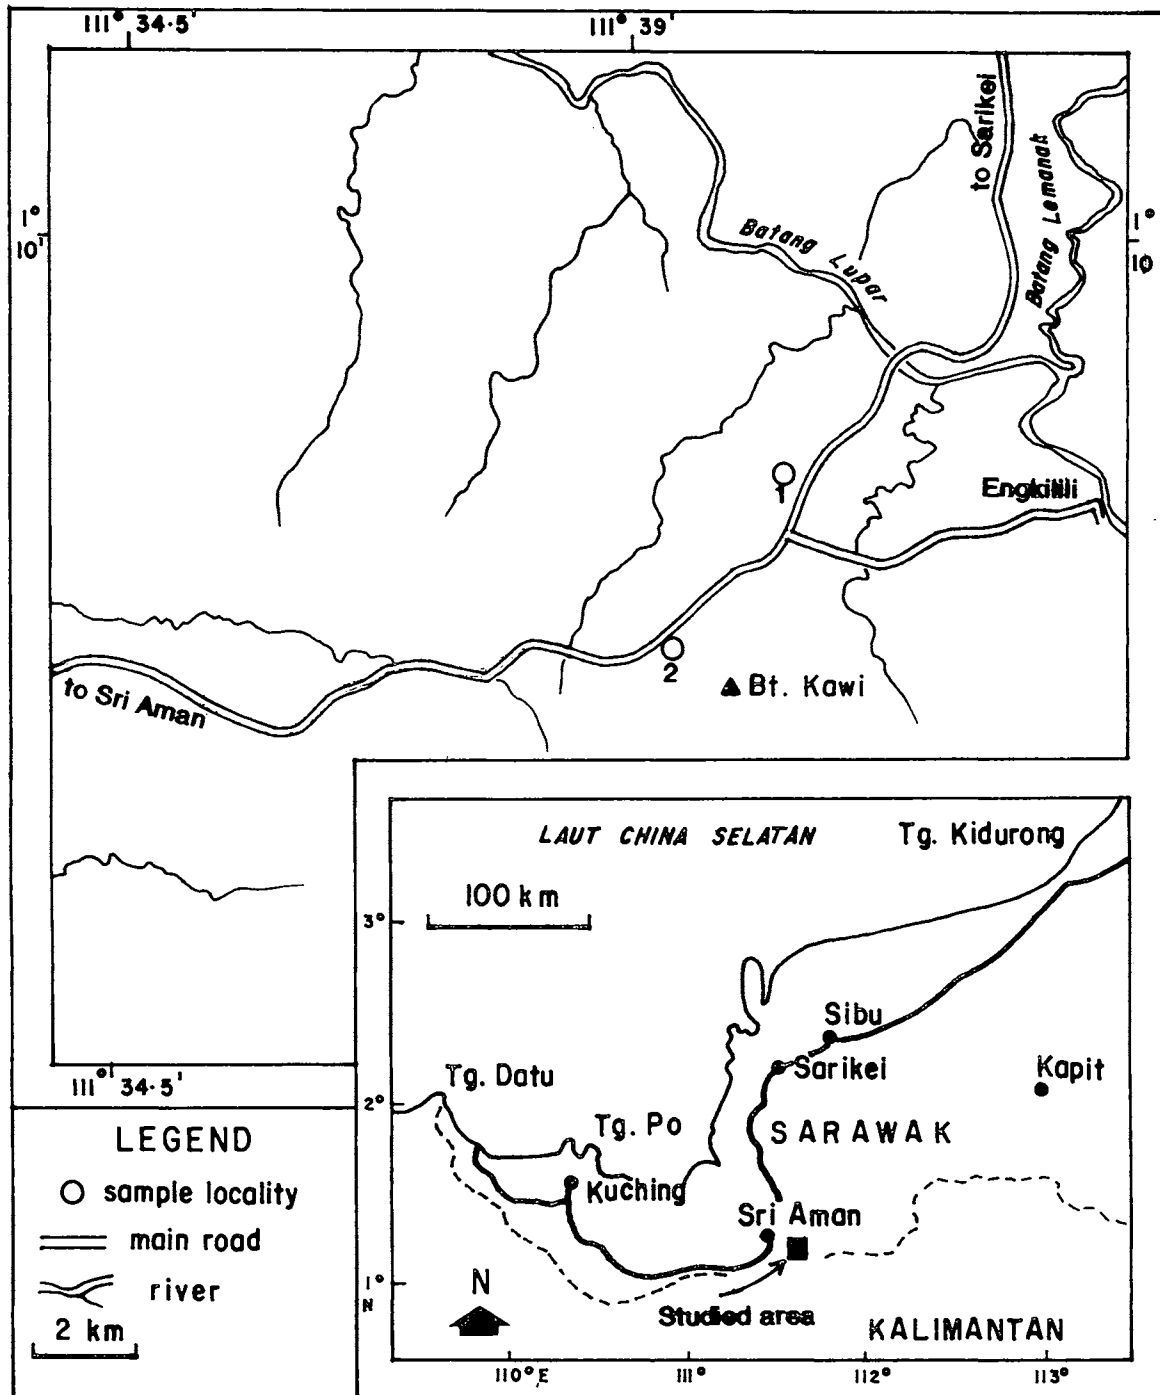 111° 34·5'
111° 39'
to Sarikei
Batang Lemanak
1°
10'
Batang Lupar
1°
10
1
Engkilili
2
Bt. Kawi
to Sri Aman
111° 34·5'
LAUT CHINA SELATAN
Tg. Kidurong
100 km
3°
Sibu
Sarikei
Kapit
Tg. Datu
2°
Tg. Po
SARAWAK
Kuching
Sri Aman
N
1°
N
Studied area
KALIMANTAN
110°E
111°
112°
113°
LEGEND
sample locality
main road
river
2 km